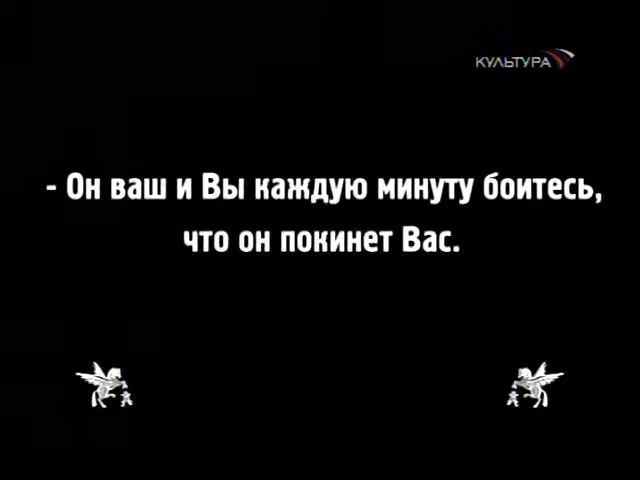 КУЛЬТУРА
- Он ваш и Вы каждую минуту боитесь,
что он покинет Вас.